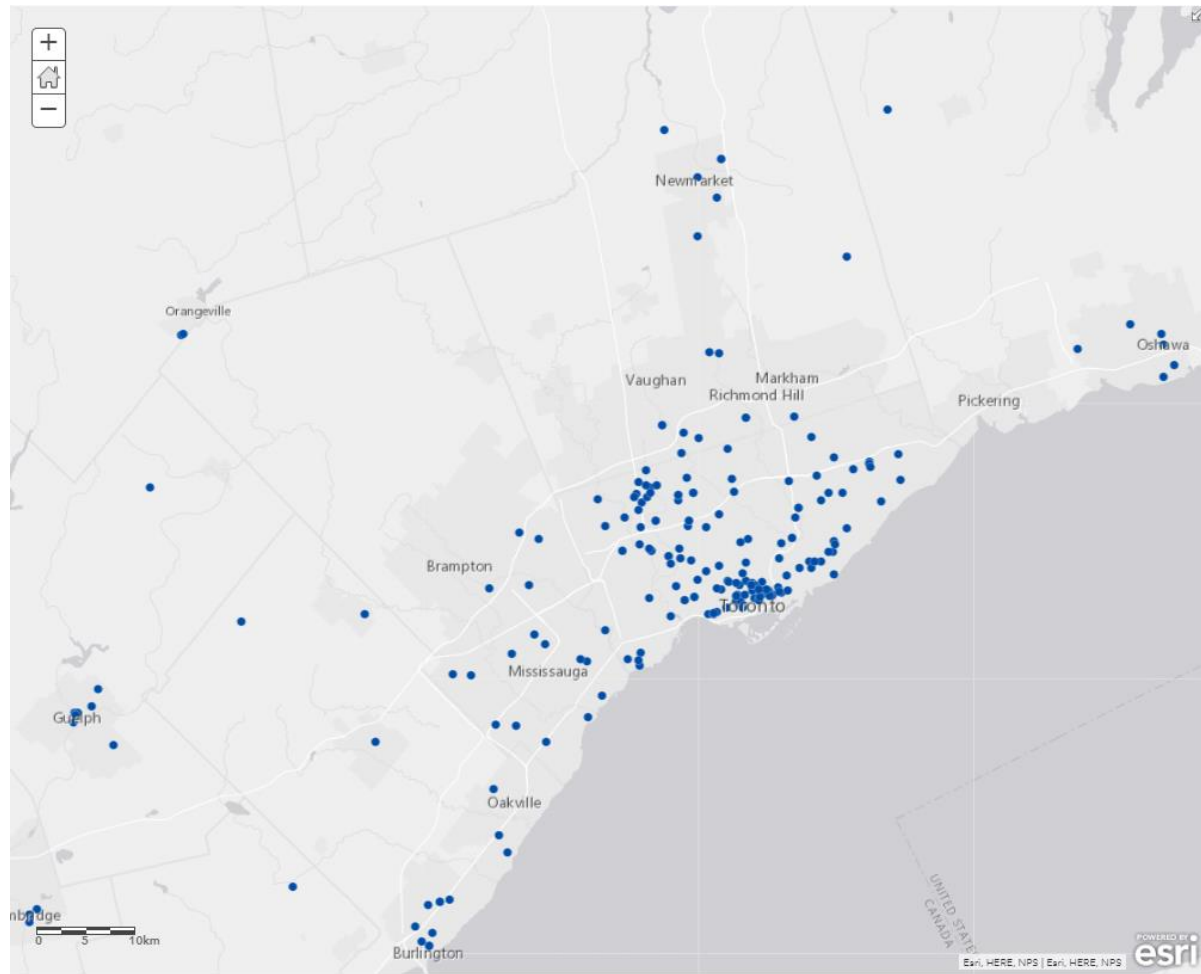 +
−
Newmarket
Orangeville
Oshawa
Vaughan
Markham
Richmond Hill
Pickering
Brampton
Toronto
Mississauga
Guelph
Oakville
mbridge
0 5 10km
Burlington
UNITED STATES
CANADA
POWERED BY
esri
Esri, HERE, NPS | Esri, HERE, NPS